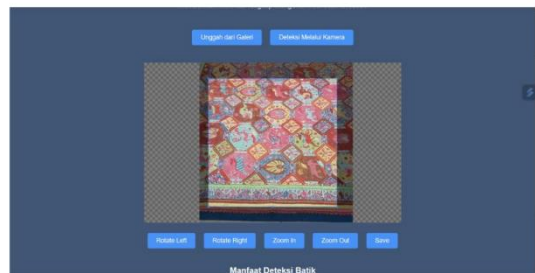 Unggah dari Galeri
Deteksi Melalui Kamera
Rotate Left
Rotate Right
Zoom In
Zoom Out
Save
Manfaat Deteksi Batik